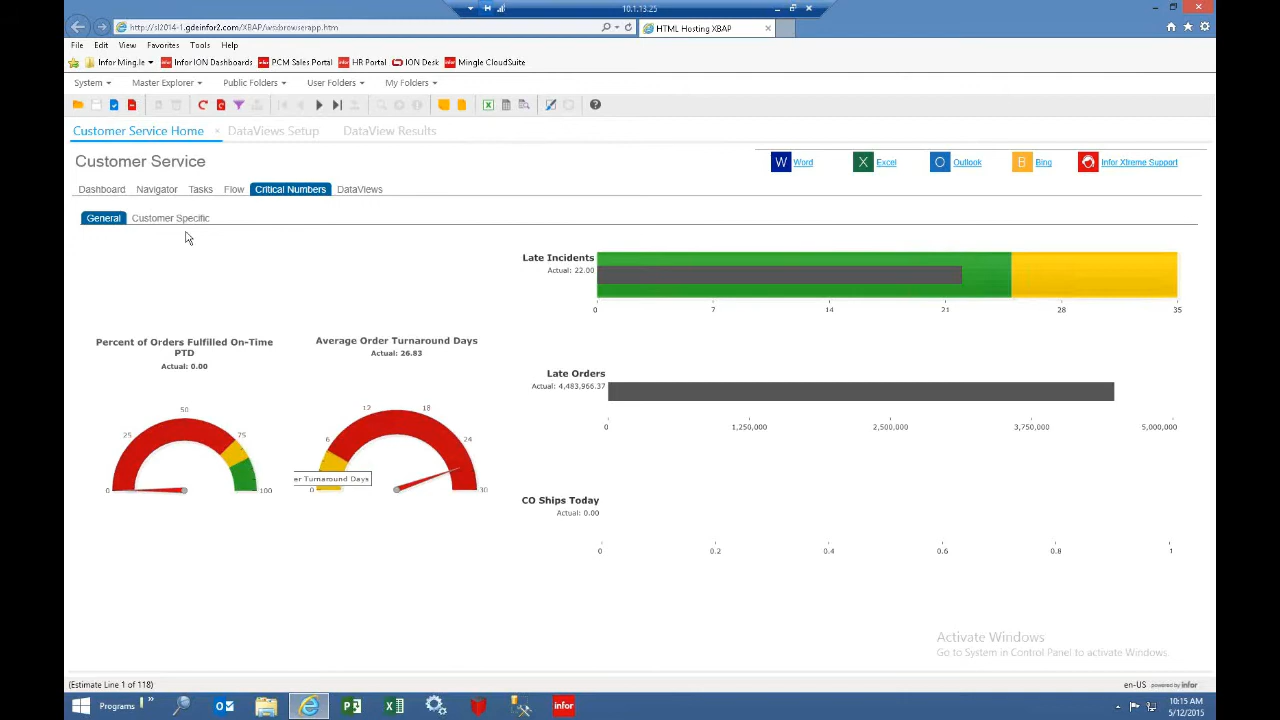 10.1.13.25
http://sl2014-1.gdeinfor2.com/XBAP/wsbrowserapp.htm
HTML Hosting XBAP
File Edit View Favorites Tools Help
Infor Ming.le Infor ION Dashboards PCM Sales Portal HR Portal ION Desk Mingle CloudSuite
System Master Explorer Public Folders User Folders My Folders
Customer Service Home DataViews Setup DataView Results
Customer Service
W Word X Excel O Outlook B Bing Infor Xtreme Support
Dashboard Navigator Tasks Flow Critical Numbers DataViews
General Customer Specific
Late Incidents
Actual: 22.00
0 7 14 21 28 35
Percent of Orders Fulfilled On-Time
PTD
Actual: 0.00
0 25 50 75 100
Average Order Turnaround Days
Actual: 26.83
0 6 12 18 24 30
er Turnaround Days
Late Orders
Actual: 4,483,966.37
0 1,250,000 2,500,000 3,750,000 5,000,000
CO Ships Today
Actual: 0.00
0 0.2 0.4 0.6 0.8 1
Activate Windows
Go to System in Control Panel to activate Windows.
(Estimate Line 1 of 118)
en-US powered by infor
Programs
infor
10:15 AM
5/12/2015